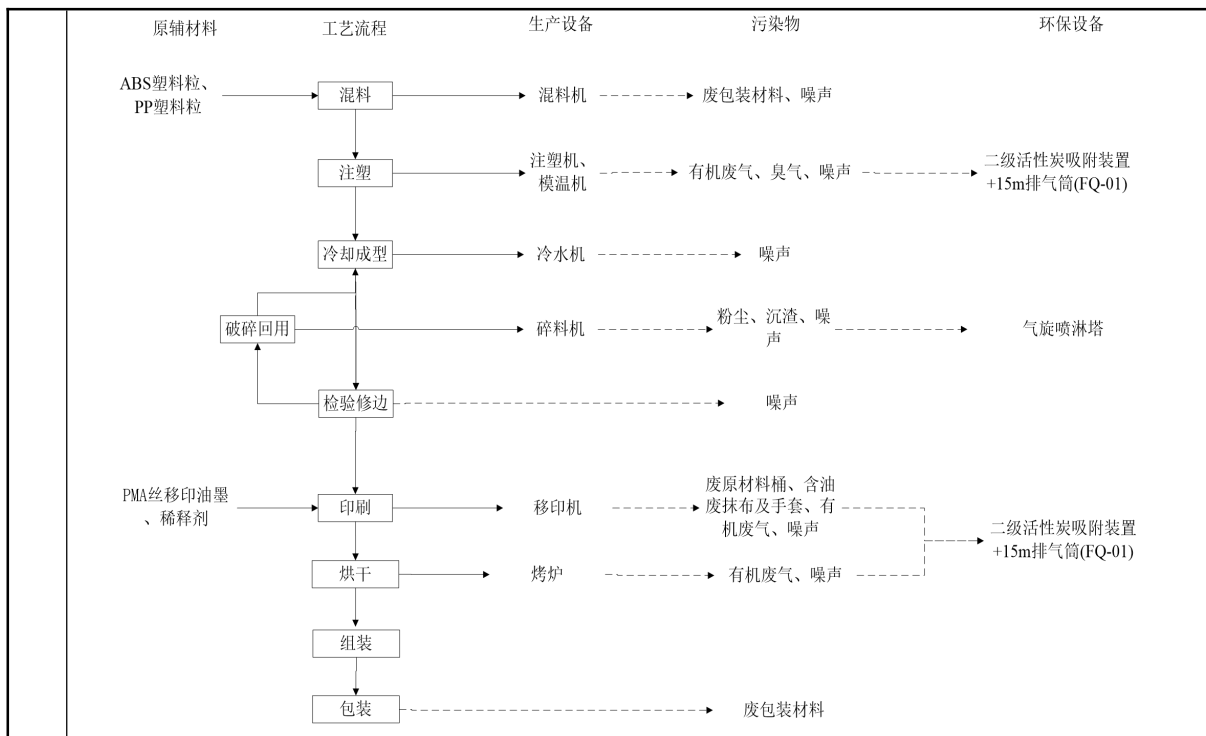 原辅材料
工艺流程
生产设备
污染物
环保设备
ABS塑料粒、
PP塑料粒
混料
混料机
废包装材料、噪声
注塑
注塑机、
模温机
有机废气、臭气、噪声
二级活性炭吸附装置
+15m排气筒(FQ-01)
冷却成型
冷水机
噪声
破碎回用
碎料机
粉尘、沉渣、噪
声
气旋喷淋塔
检验修边
噪声
PMA丝移印油墨
、稀释剂
印刷
移印机
废原材料桶、含油
废抹布及手套、有
机废气、噪声
二级活性炭吸附装置
+15m排气筒(FQ-01)
烘干
烤炉
有机废气、噪声
组装
包装
废包装材料